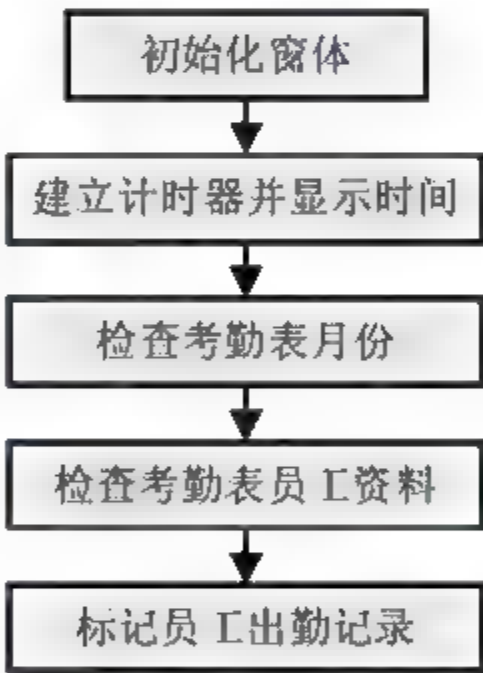 初始化窗体
建立计时器并显示时间
检查考勤表月份
检查考勤表员工资料
标记员工出勤记录